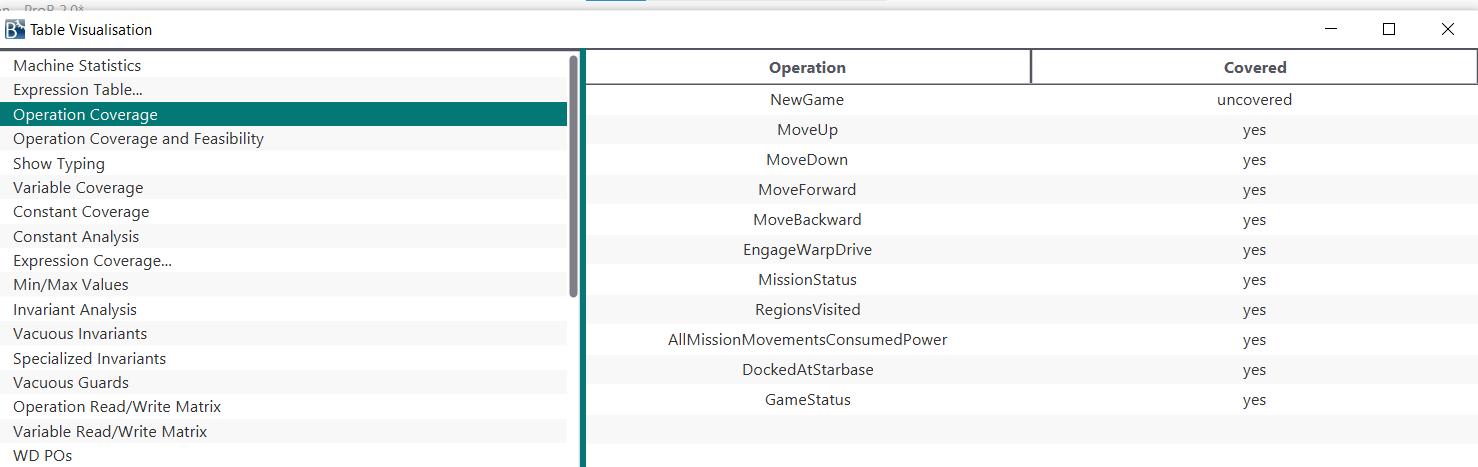 ProB 2.0*
Table Visualisation
Machine Statistics
Expression Table...
Operation Coverage
Operation Coverage and Feasibility
Show Typing
Variable Coverage
Constant Coverage
Constant Analysis
Expression Coverage...
Min/Max Values
Invariant Analysis
Vacuous Invariants
Specialized Invariants
Vacuous Guards
Operation Read/Write Matrix
Variable Read/Write Matrix
WD POs
Operation Covered
NewGame uncovered
MoveUp yes
MoveDown yes
MoveForward yes
MoveBackward yes
EngageWarpDrive yes
MissionStatus yes
RegionsVisited yes
AllMissionMovementsConsumedPower yes
DockedAtStarbase yes
GameStatus yes